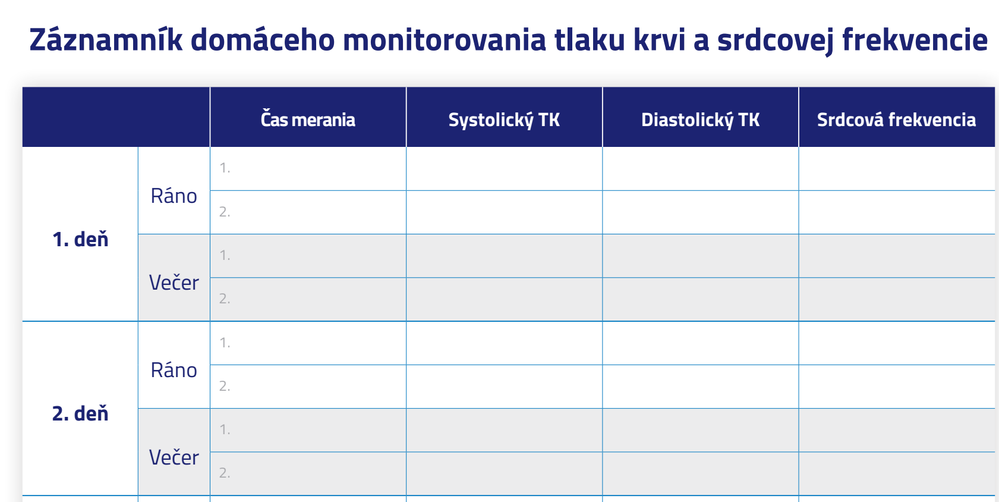 Záznamník domáceho monitorovania tlaku krvi a srdcovej frekvencie
Čas merania Systolický TK Diastolický TK Srdcová frekvencia
1. deň
Ráno
1.
2.
Večer
1.
2.
2. deň
Ráno
1.
2.
Večer
1.
2.